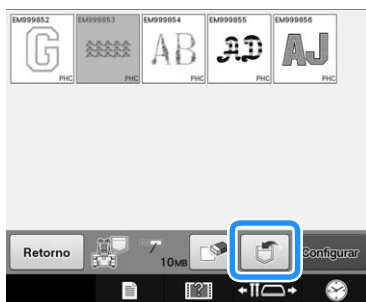 EM999852 EM999853 EM999854 EM999855 EM999856
G AB AD AJ
PHC PHC PHC PHC PHC
Retorno 10MB Configurar
?